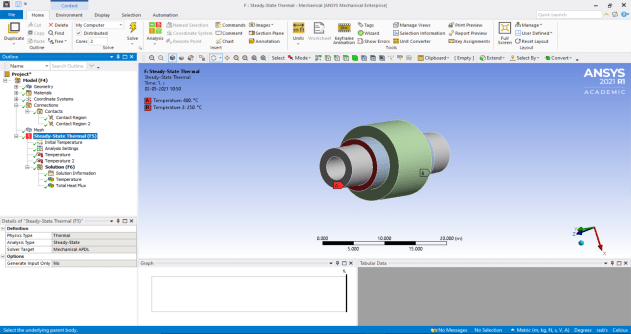 F : Steady-State Thermal - Mechanical [ANSYS Mechanical Enterprise]
Context
File Home Environment Display Selection Automation
Quick Launch
Duplicate
Cut
Copy
Paste
Delete
Find
Tree
Outline
My Computer
Distributed
Cores 2
Solve
Solve
Analysis
Named Selection
Coordinate System
Remote Point
Commands
Comment
Chart
Images
Section Plane
Annotation
Insert
Units
Worksheet
Keyframe Animation
Tags
Wizard
Show Errors
Manage Views
Selection Information
Unit Converter
Print Preview
Report Preview
Key Assignments
Tools
Full Screen
Manage
User Defined
Reset Layout
Layout
Select Mode Clipboard [ Empty ] Extend Select By Convert
Outline
Name Search Outline
Project*
Model (F4)
Geometry
Materials
Coordinate Systems
Connections
Contacts
Contact Region
Contact Region 2
Mesh
Steady-State Thermal (F5)
Initial Temperature
Analysis Settings
Temperature
Temperature 2
Solution (F6)
Solution Information
Temperature
Total Heat Flux
Details of "Steady-State Thermal (F5)"
Definition
Physics Type Thermal
Analysis Type Steady-State
Solver Target Mechanical APDL
Options
Generate Input Only No
F: Steady-State Thermal
Steady-State Thermal
A Temperature: 400. °C
B Temperature 2: 250. °C
ANSYS
2021 R1
ACADEMIC
B
0.000 10.000 20.000 (m)
5.000 15.000
Z
X
Graph
Tabular Data
Select the underlying parent body.
No Messages No Selection Metric (m, kg, N, s, V, A) Degrees rad/s Celsius